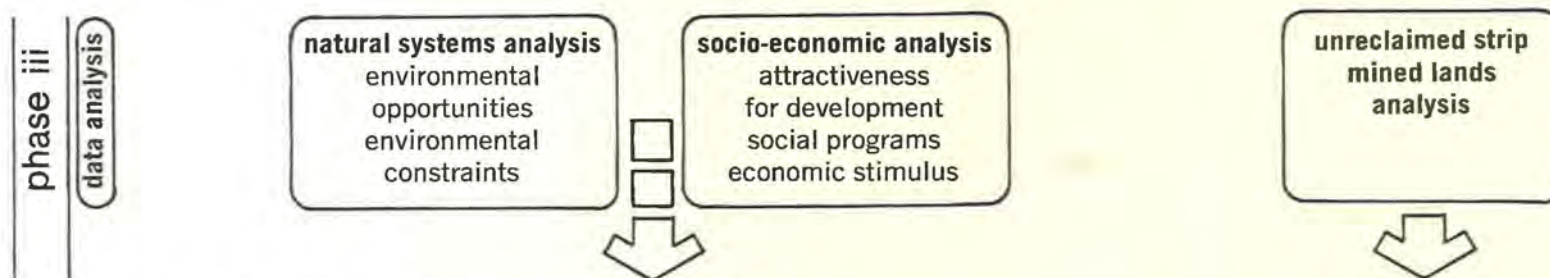 phase iii
data analysis
natural systems analysis
environmental
opportunities
environmental
constraints
socio-economic analysis
attractiveness
for development
social programs
economic stimulus
unreclaimed strip
mined lands
analysis